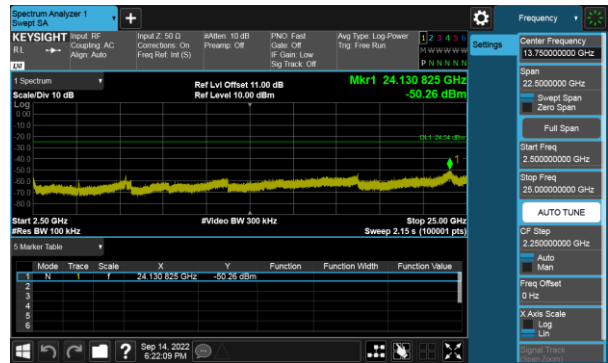 Spectrum Analyzer 1
Swept SA
KEYSIGHT
RL
Input: RF
Coupling: AC
Align: Auto
Input Z: 50 Ω
Corrections: On
Freq Ref: Int (S)
#Atten: 10 dB
Preamp: Off
PNO: Fast
Gate: Off
IF Gain: Low
Sig Track: Off
Avg Type: Log-Power
Trig: Free Run
1 2 3 4 5 6
M W W W W W
P N N N N N
1 Spectrum
Scale/Div 10 dB
Ref Lvl Offset 11.00 dB
Ref Level 10.00 dBm
Mkr1 24.130 825 GHz
-50.26 dBm
Log
0.00
-10.0
-20.0
-30.0
-40.0
-50.0
-60.0
-70.0
-80.0
1
Start 2.50 GHz
#Res BW 100 kHz
#Video BW 300 kHz
Stop 25.00 GHz
Sweep 2.15 s (100001 pts)
5 Marker Table
Mode Trace Scale X Y Function Function Width Function Value
1 N 1 f 24.130 825 GHz -50.26 dBm
2
3
4
5
6
?
Sep 14, 2022
6:22:09 PM
Frequency
Settings
Center Frequency
13.750000000 GHz
Span
22.5000000 GHz
Swept Span
Zero Span
Full Span
Start Freq
2.500000000 GHz
Stop Freq
25.000000000 GHz
AUTO TUNE
CF Step
2.250000000 GHz
Auto
Man
Freq Offset
0 Hz
X Axis Scale
Log
Lin
Signal Track